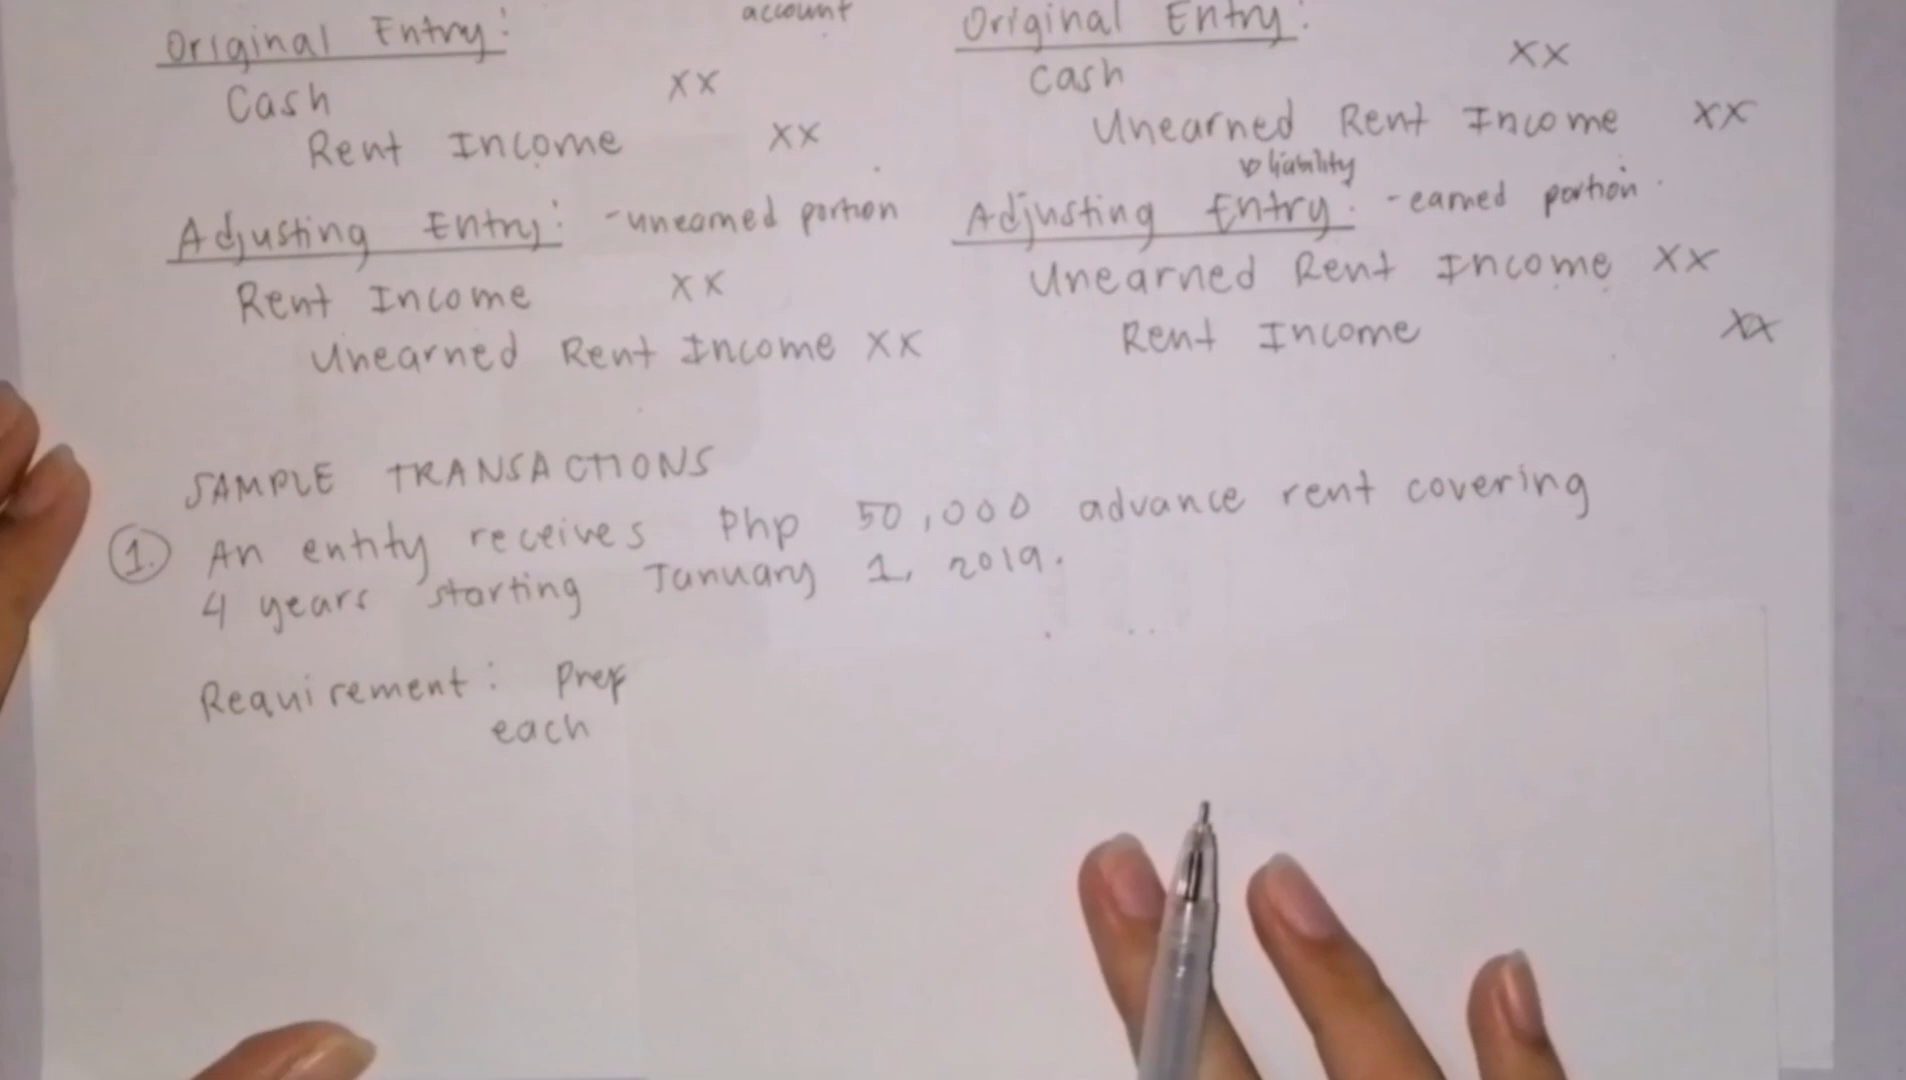 account
Original Entry:
Cash XX
Rent Income XX
Adjusting Entry: - unearned portion
Rent Income XX
Unearned Rent Income XX
Original Entry:
Cash XX
Unearned Rent Income XX
liability
Adjusting Entry: - earned portion
Unearned Rent Income XX
Rent Income XX
SAMPLE TRANSACTIONS
1. An entity receives Php 50,000 advance rent covering
4 years starting January 1, 2019.
Requirement: Prep
each